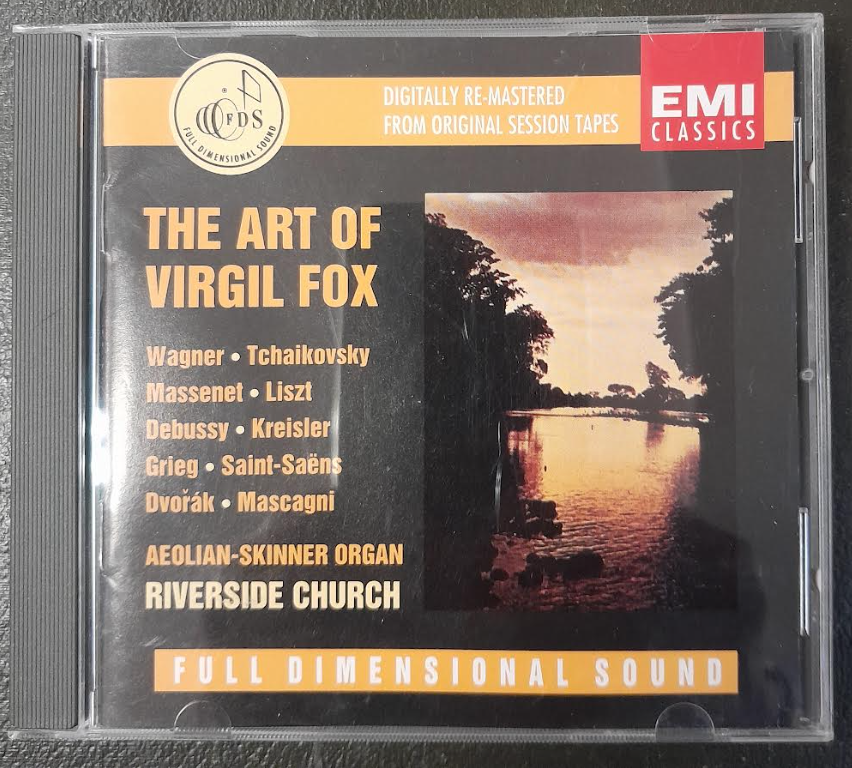 FDS
FULL DIMENSIONAL SOUND
®
DIGITALLY RE-MASTERED
FROM ORIGINAL SESSION TAPES
EMI
CLASSICS
THE ART OF
VIRGIL FOX
Wagner • Tchaikovsky
Massenet • Liszt
Debussy • Kreisler
Grieg • Saint-Saëns
Dvořák • Mascagni
AEOLIAN-SKINNER ORGAN
RIVERSIDE CHURCH
FULL DIMENSIONAL SOUND